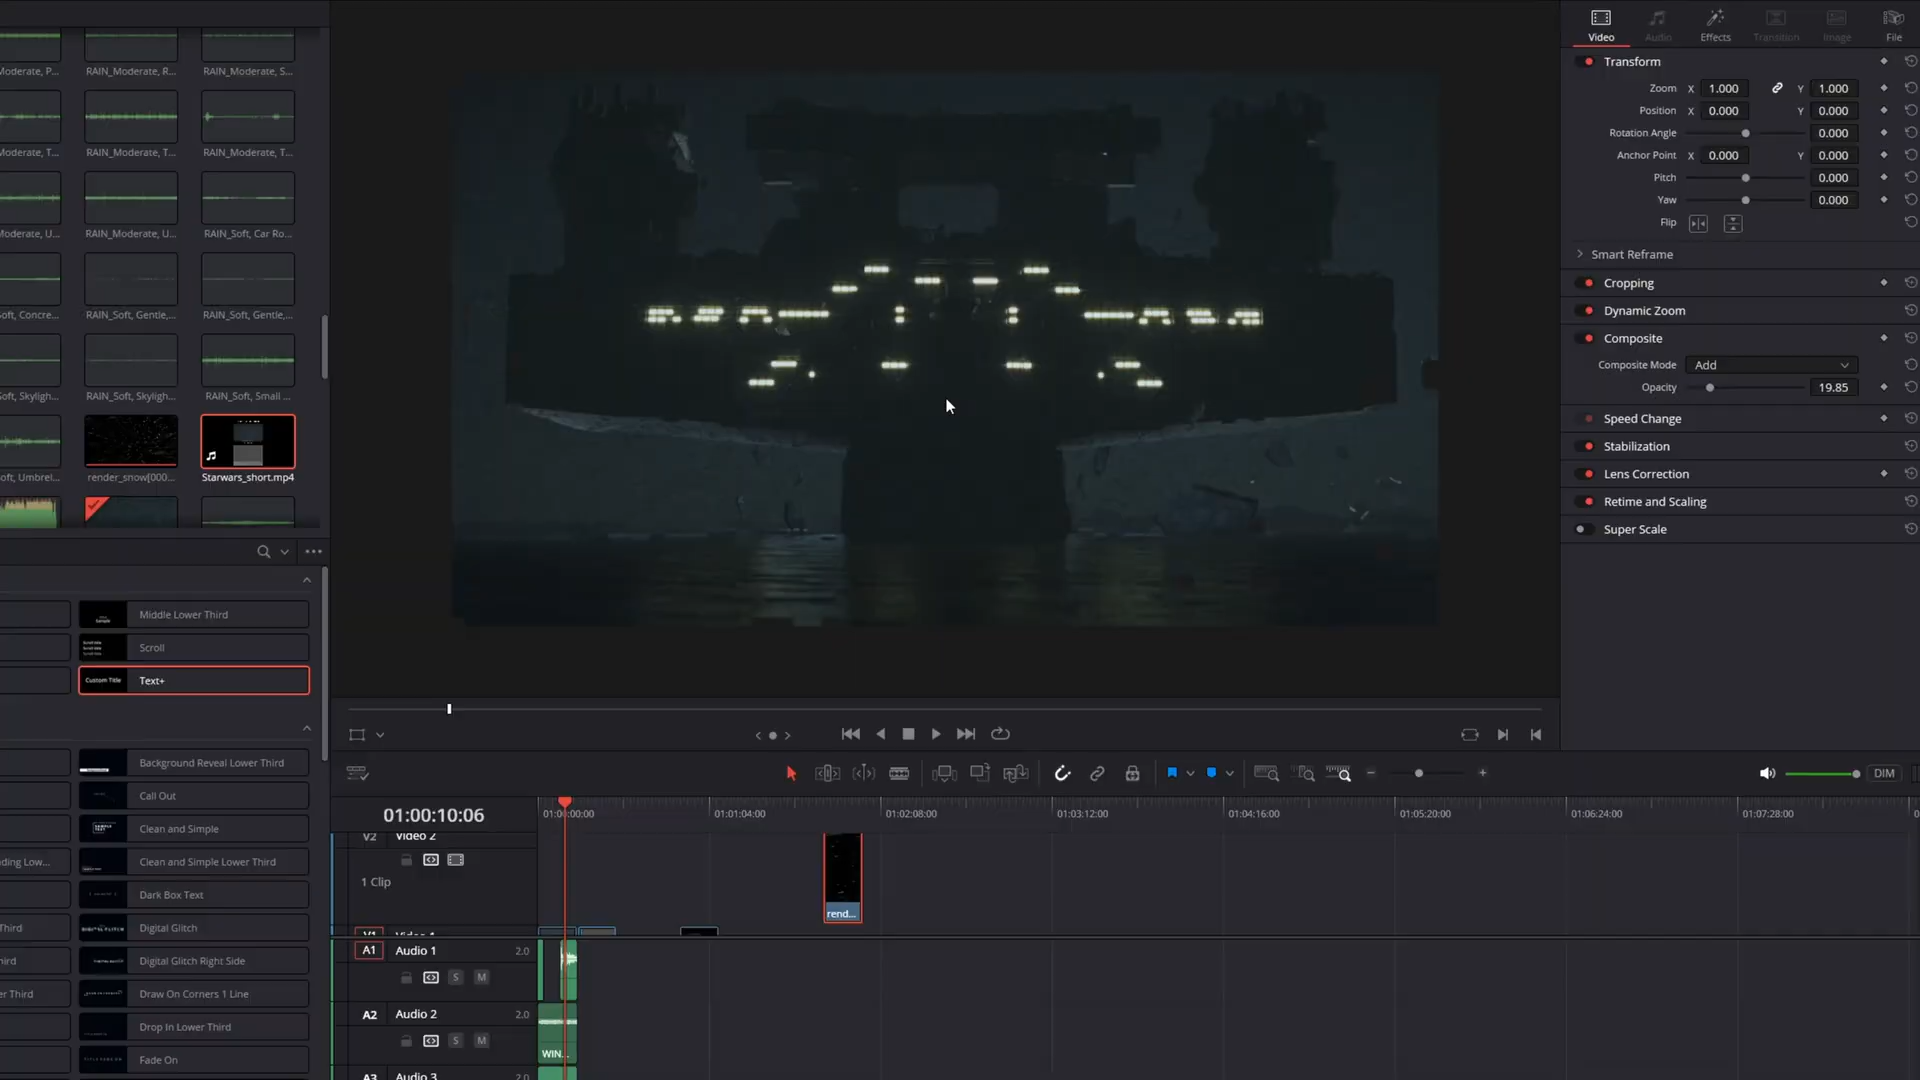 Video Audio Effects Transition Image File
Transform
Zoom X 1.000 Y 1.000
Position X 0.000 Y 0.000
Rotation Angle 0.000
Anchor Point X 0.000 Y 0.000
Pitch 0.000
Yaw 0.000
Flip
Smart Reframe
Cropping
Dynamic Zoom
Composite
Composite Mode Add
Opacity 19.85
Speed Change
Stabilization
Lens Correction
Retime and Scaling
Super Scale
Moderate, P... RAIN_Moderate, R... RAIN_Moderate, S...
Moderate, T... RAIN_Moderate, T... RAIN_Moderate, T...
Moderate, U... RAIN_Moderate, U... RAIN_Soft, Car Ro...
oft, Concre... RAIN_Soft, Gentle,... RAIN_Soft, Gentle,...
oft, Skyligh... RAIN_Soft, Skyligh... RAIN_Soft, Small ...
oft, Umbrel... render_snow[000... Starwars_short.mp4
Middle Lower Third
Scroll
Custom Title Text+
Background Reveal Lower Third
Call Out
Clean and Simple
ding Low... Clean and Simple Lower Third
Dark Box Text
Third Digital Glitch
ird Digital Glitch Right Side
er Third Draw On Corners 1 Line
Drop In Lower Third
Fade On
DIM
01:00:10:06 01:00:00:00 01:01:04:00 01:02:08:00 01:03:12:00 01:04:16:00 01:05:20:00 01:06:24:00 01:07:28:00
V2 Video 2
1 Clip
rend...
A1 Audio 1 2.0
S M
A2 Audio 2 2.0
S M
WIN...
A3 Audio 3 2.0